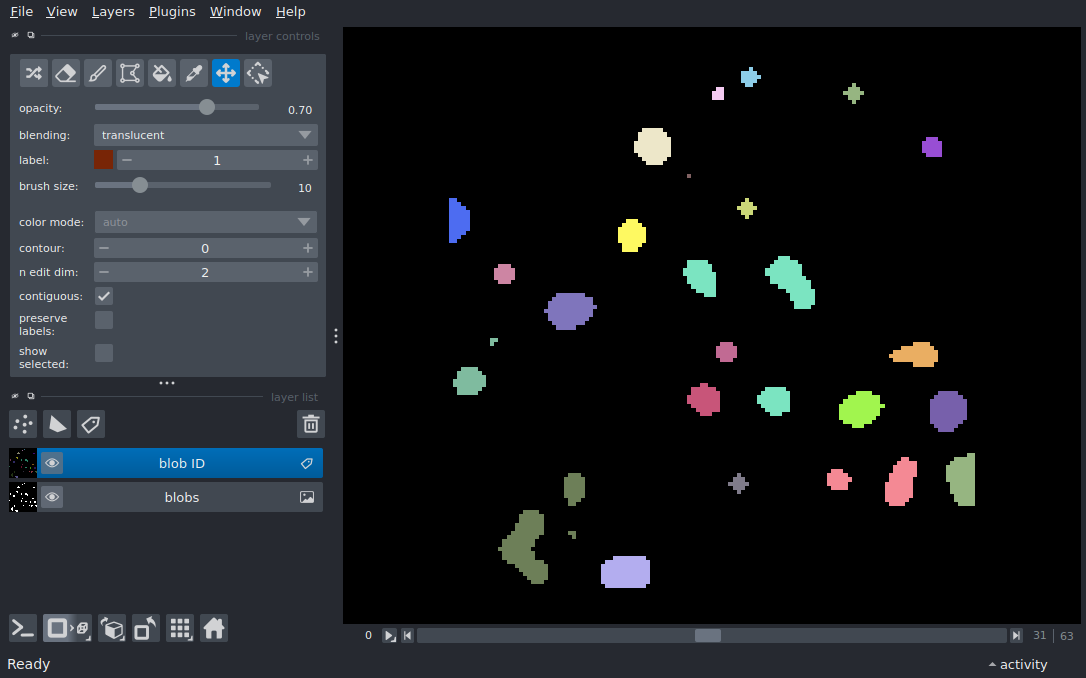 File View Layers Plugins Window Help
layer controls
opacity: 0.70
blending: translucent
label: 1
brush size: 10
color mode: auto
contour: 0
n edit dim: 2
contiguous:
preserve
labels:
show
selected:
layer list
blob ID
blobs
0 31 63
Ready activity